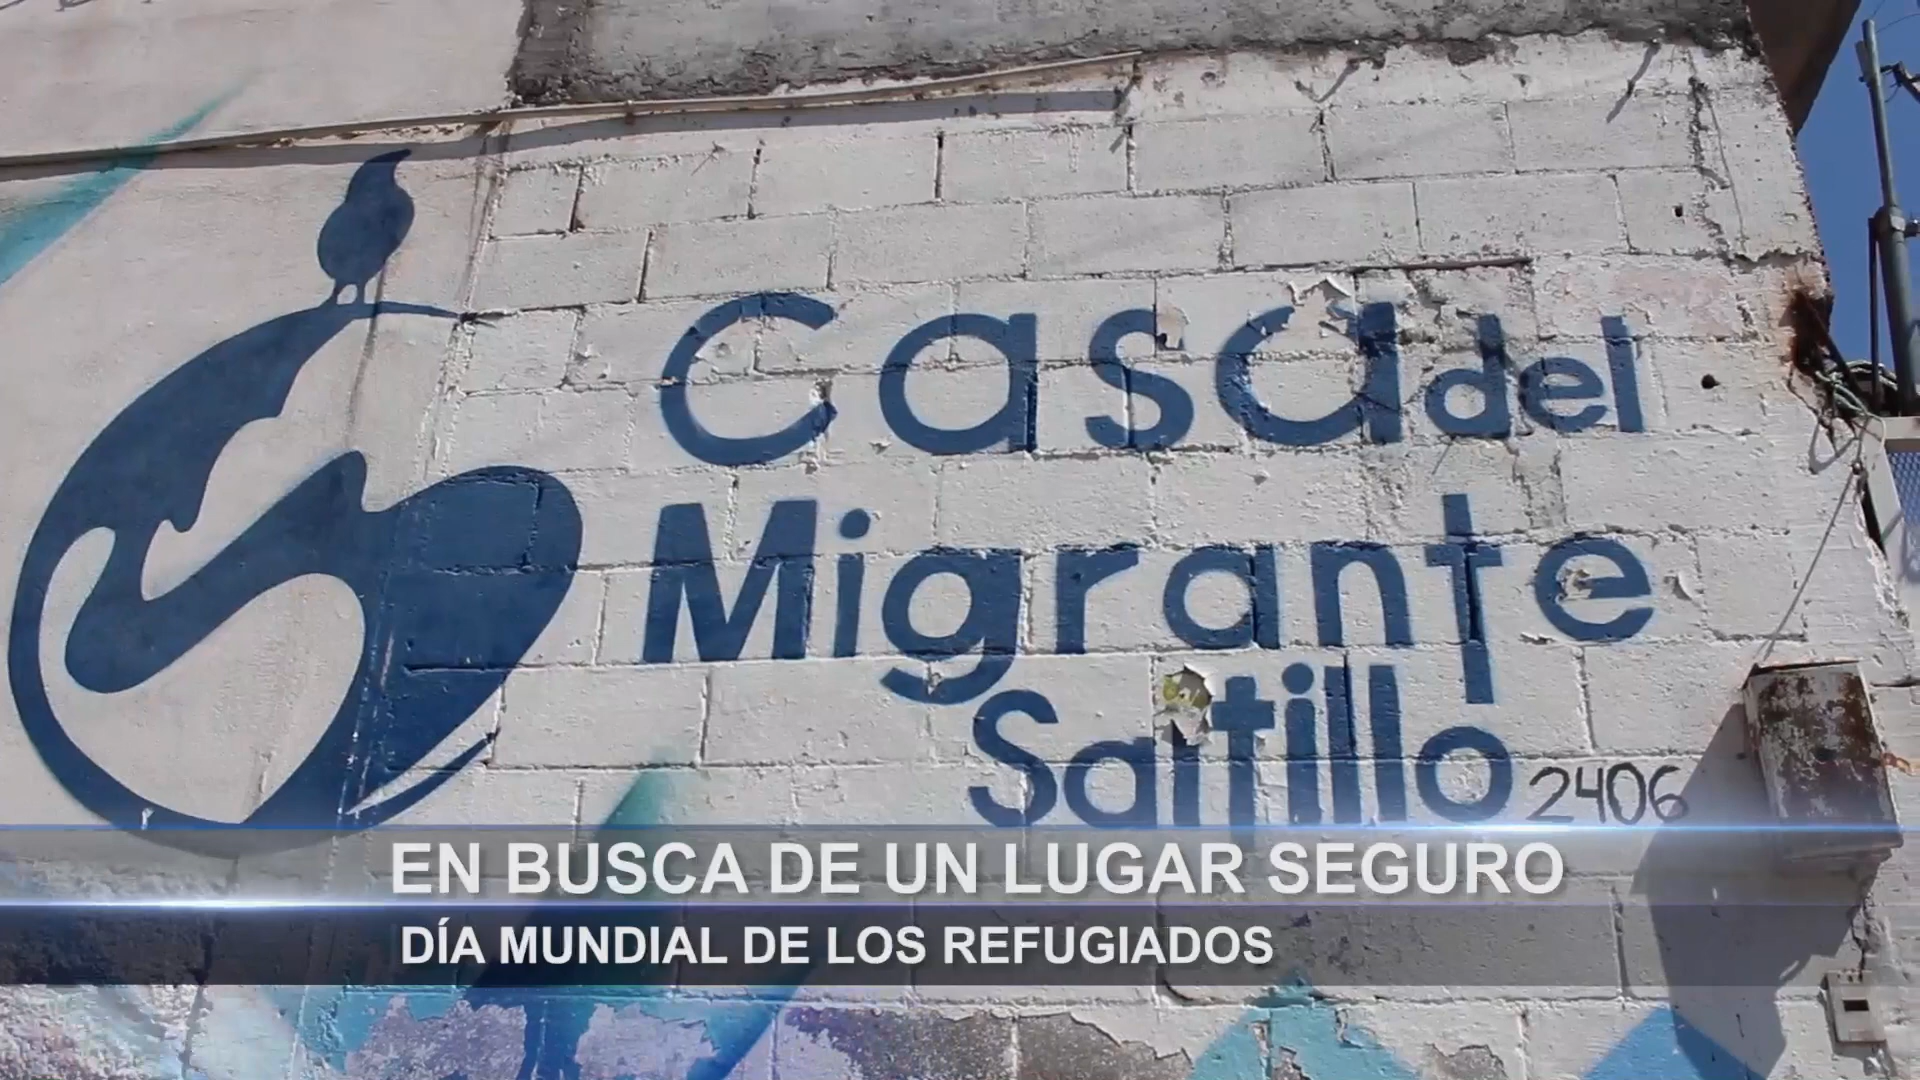 Casa del
Migrante
Saltillo 2406
EN BUSCA DE UN LUGAR SEGURO
DÍA MUNDIAL DE LOS REFUGIADOS